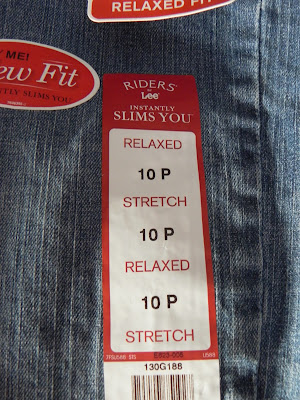 RELAXED FIT
ME!
ew Fit
NTLY SLIMS YOU
RIDERS
Lee
INSTANTLY
SLIMS YOU
RELAXED
10 P
STRETCH
10 P
RELAXED
10 P
STRETCH
130G188